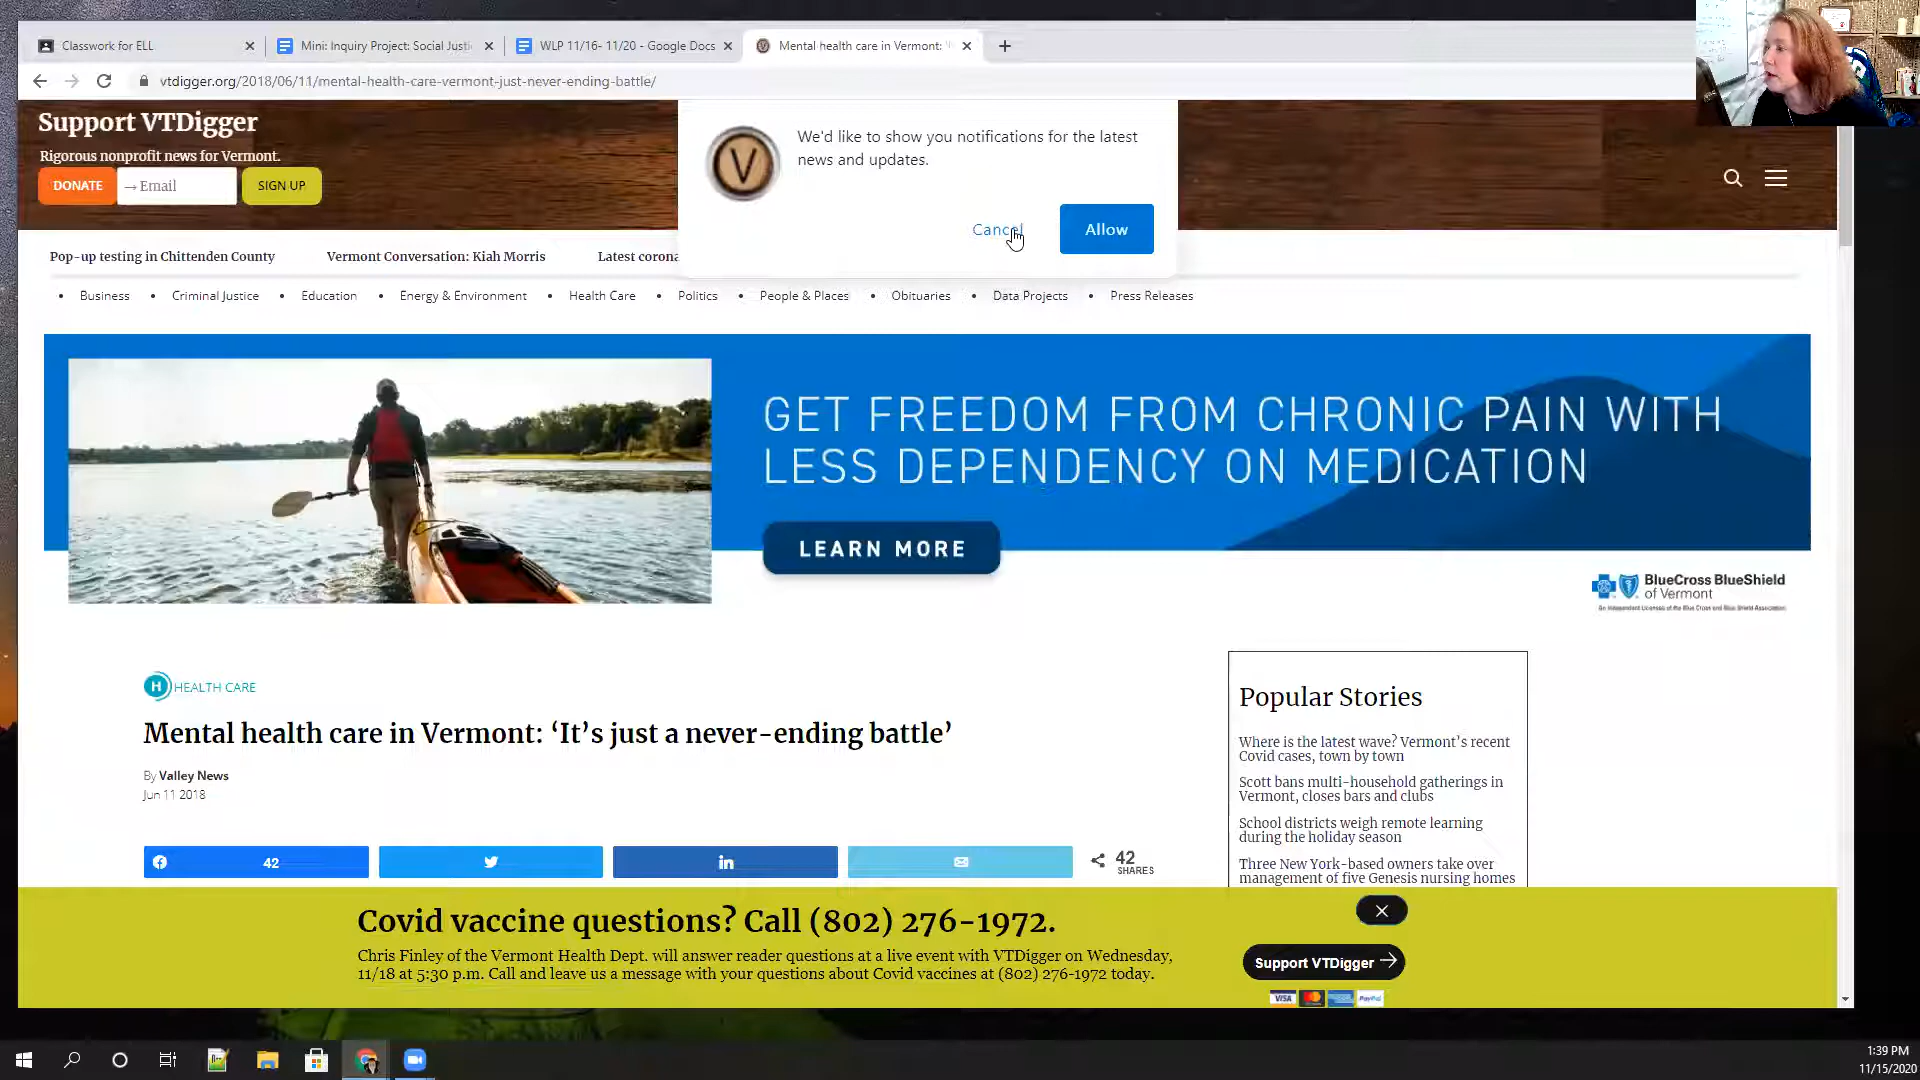 Classwork for ELL
Mini: Inquiry Project: Social Justi
WLP 11/16- 11/20 - Google Docs
Mental health care in Vermont: 'I
vtdigger.org/2018/06/11/mental-health-care-vermont-just-never-ending-battle/
Support VTDigger
Rigorous nonprofit news for Vermont.
DONATE
→ Email
SIGN UP
V
We'd like to show you notifications for the latest
news and updates.
Cancel
Allow
Pop-up testing in Chittenden County
Vermont Conversation: Kiah Morris
Latest corona
• Business
• Criminal Justice
• Education
• Energy & Environment
• Health Care
• Politics
• People & Places
• Obituaries
• Data Projects
• Press Releases
GET FREEDOM FROM CHRONIC PAIN WITH
LESS DEPENDENCY ON MEDICATION
LEARN MORE
BlueCross BlueShield
of Vermont
An Independent Licensee of the Blue Cross and Blue Shield Association.
H HEALTH CARE
Mental health care in Vermont: ‘It’s just a never-ending battle’
By Valley News
Jun 11 2018
42
in
42
SHARES
Popular Stories
Where is the latest wave? Vermont’s recent
Covid cases, town by town
Scott bans multi-household gatherings in
Vermont, closes bars and clubs
School districts weigh remote learning
during the holiday season
Three New York-based owners take over
management of five Genesis nursing homes
Covid vaccine questions? Call (802) 276-1972.
Chris Finley of the Vermont Health Dept. will answer reader questions at a live event with VTDigger on Wednesday,
11/18 at 5:30 p.m. Call and leave us a message with your questions about Covid vaccines at (802) 276-1972 today.
Support VTDigger →
VISA
PayPal
1:39 PM
11/15/2020